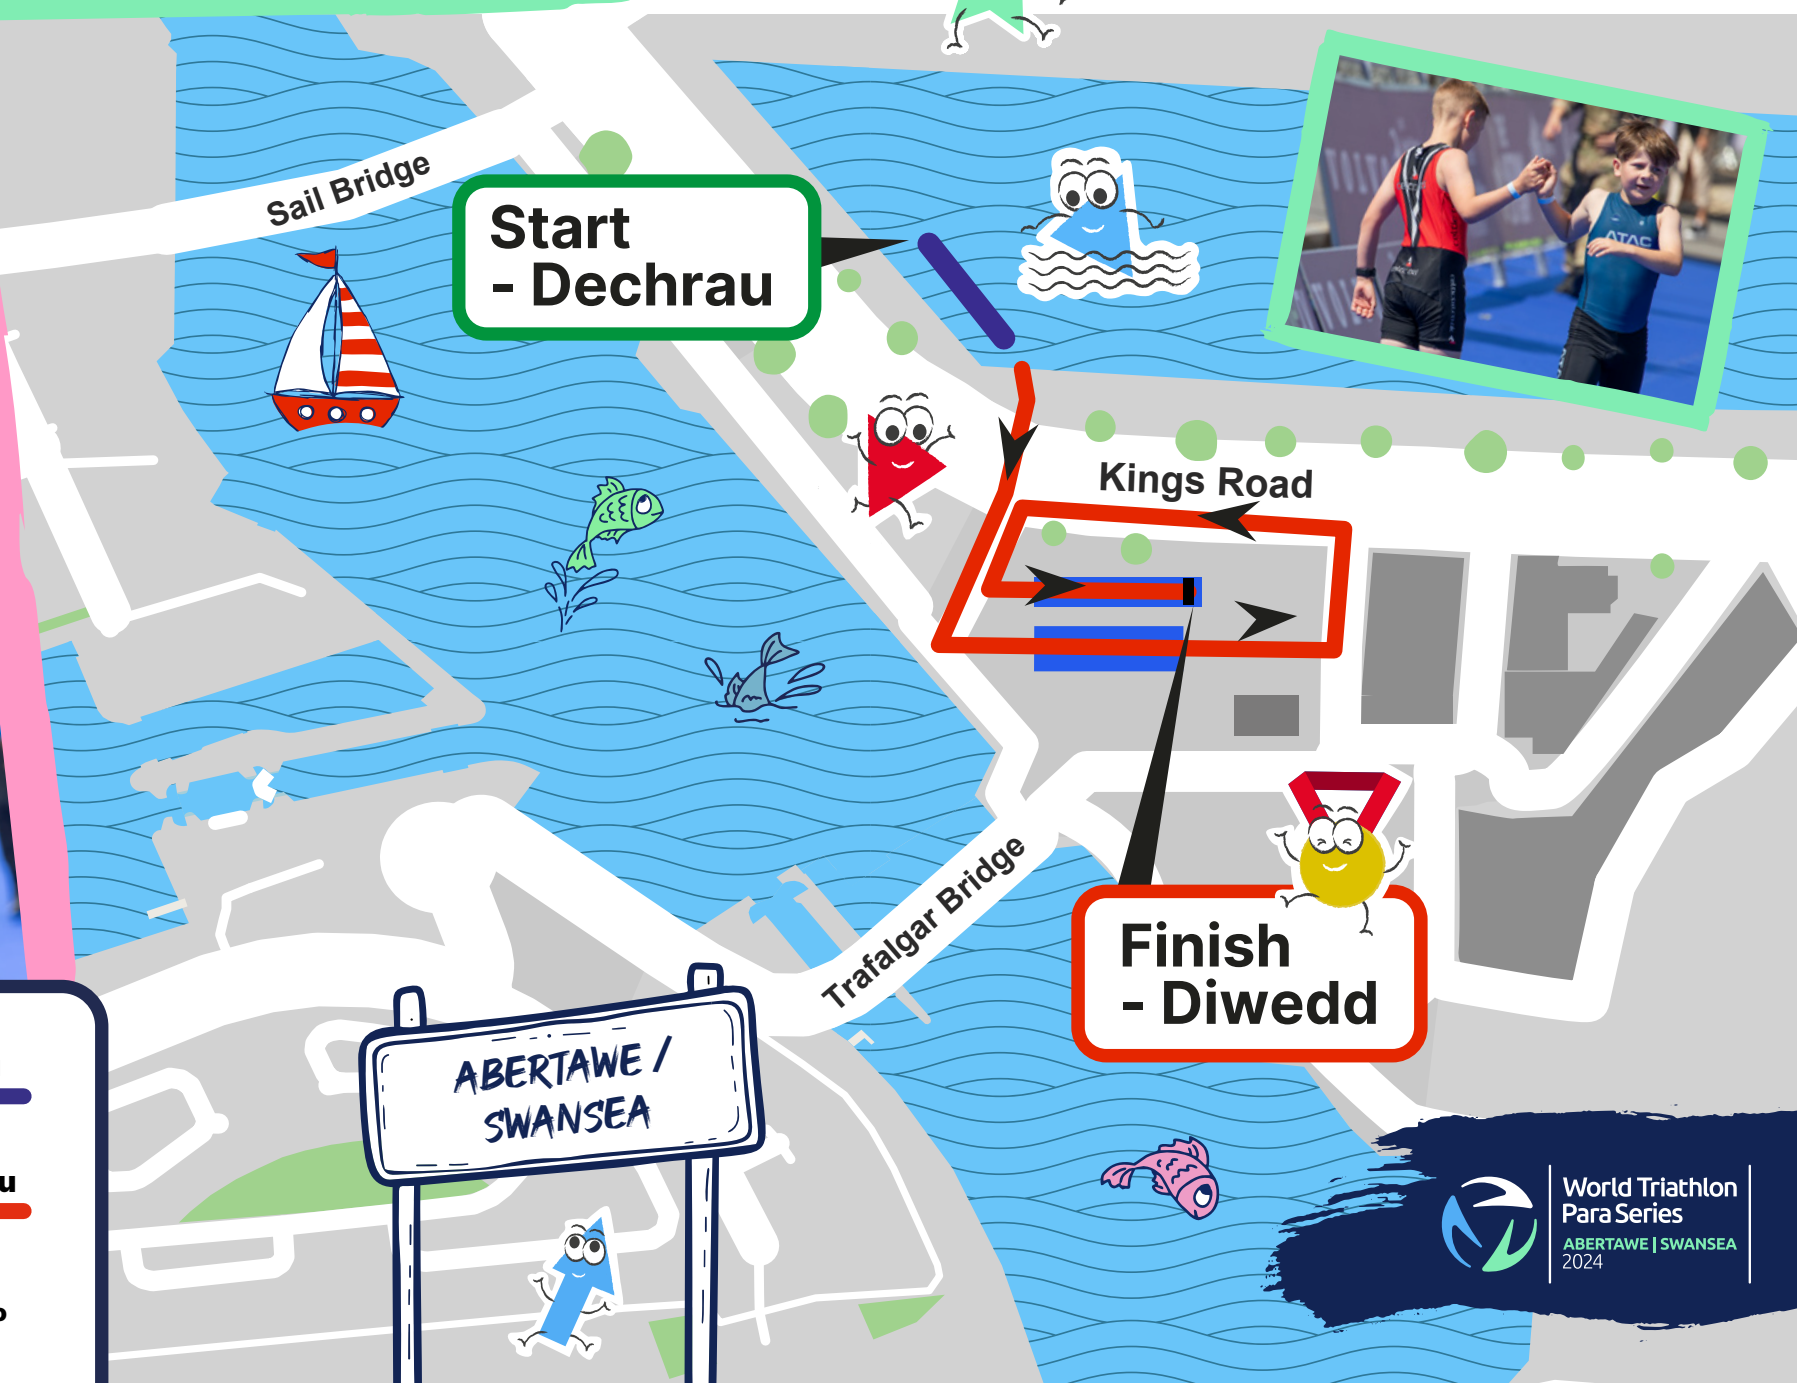 Sail Bridge
Start
- Dechrau
Kings Road
ATAC
Trafalgar Bridge
Finish
- Diwedd
ABERTAWE /
SWANSEA
u
World Triathlon
Para Series
ABERTAWE | SWANSEA
2024